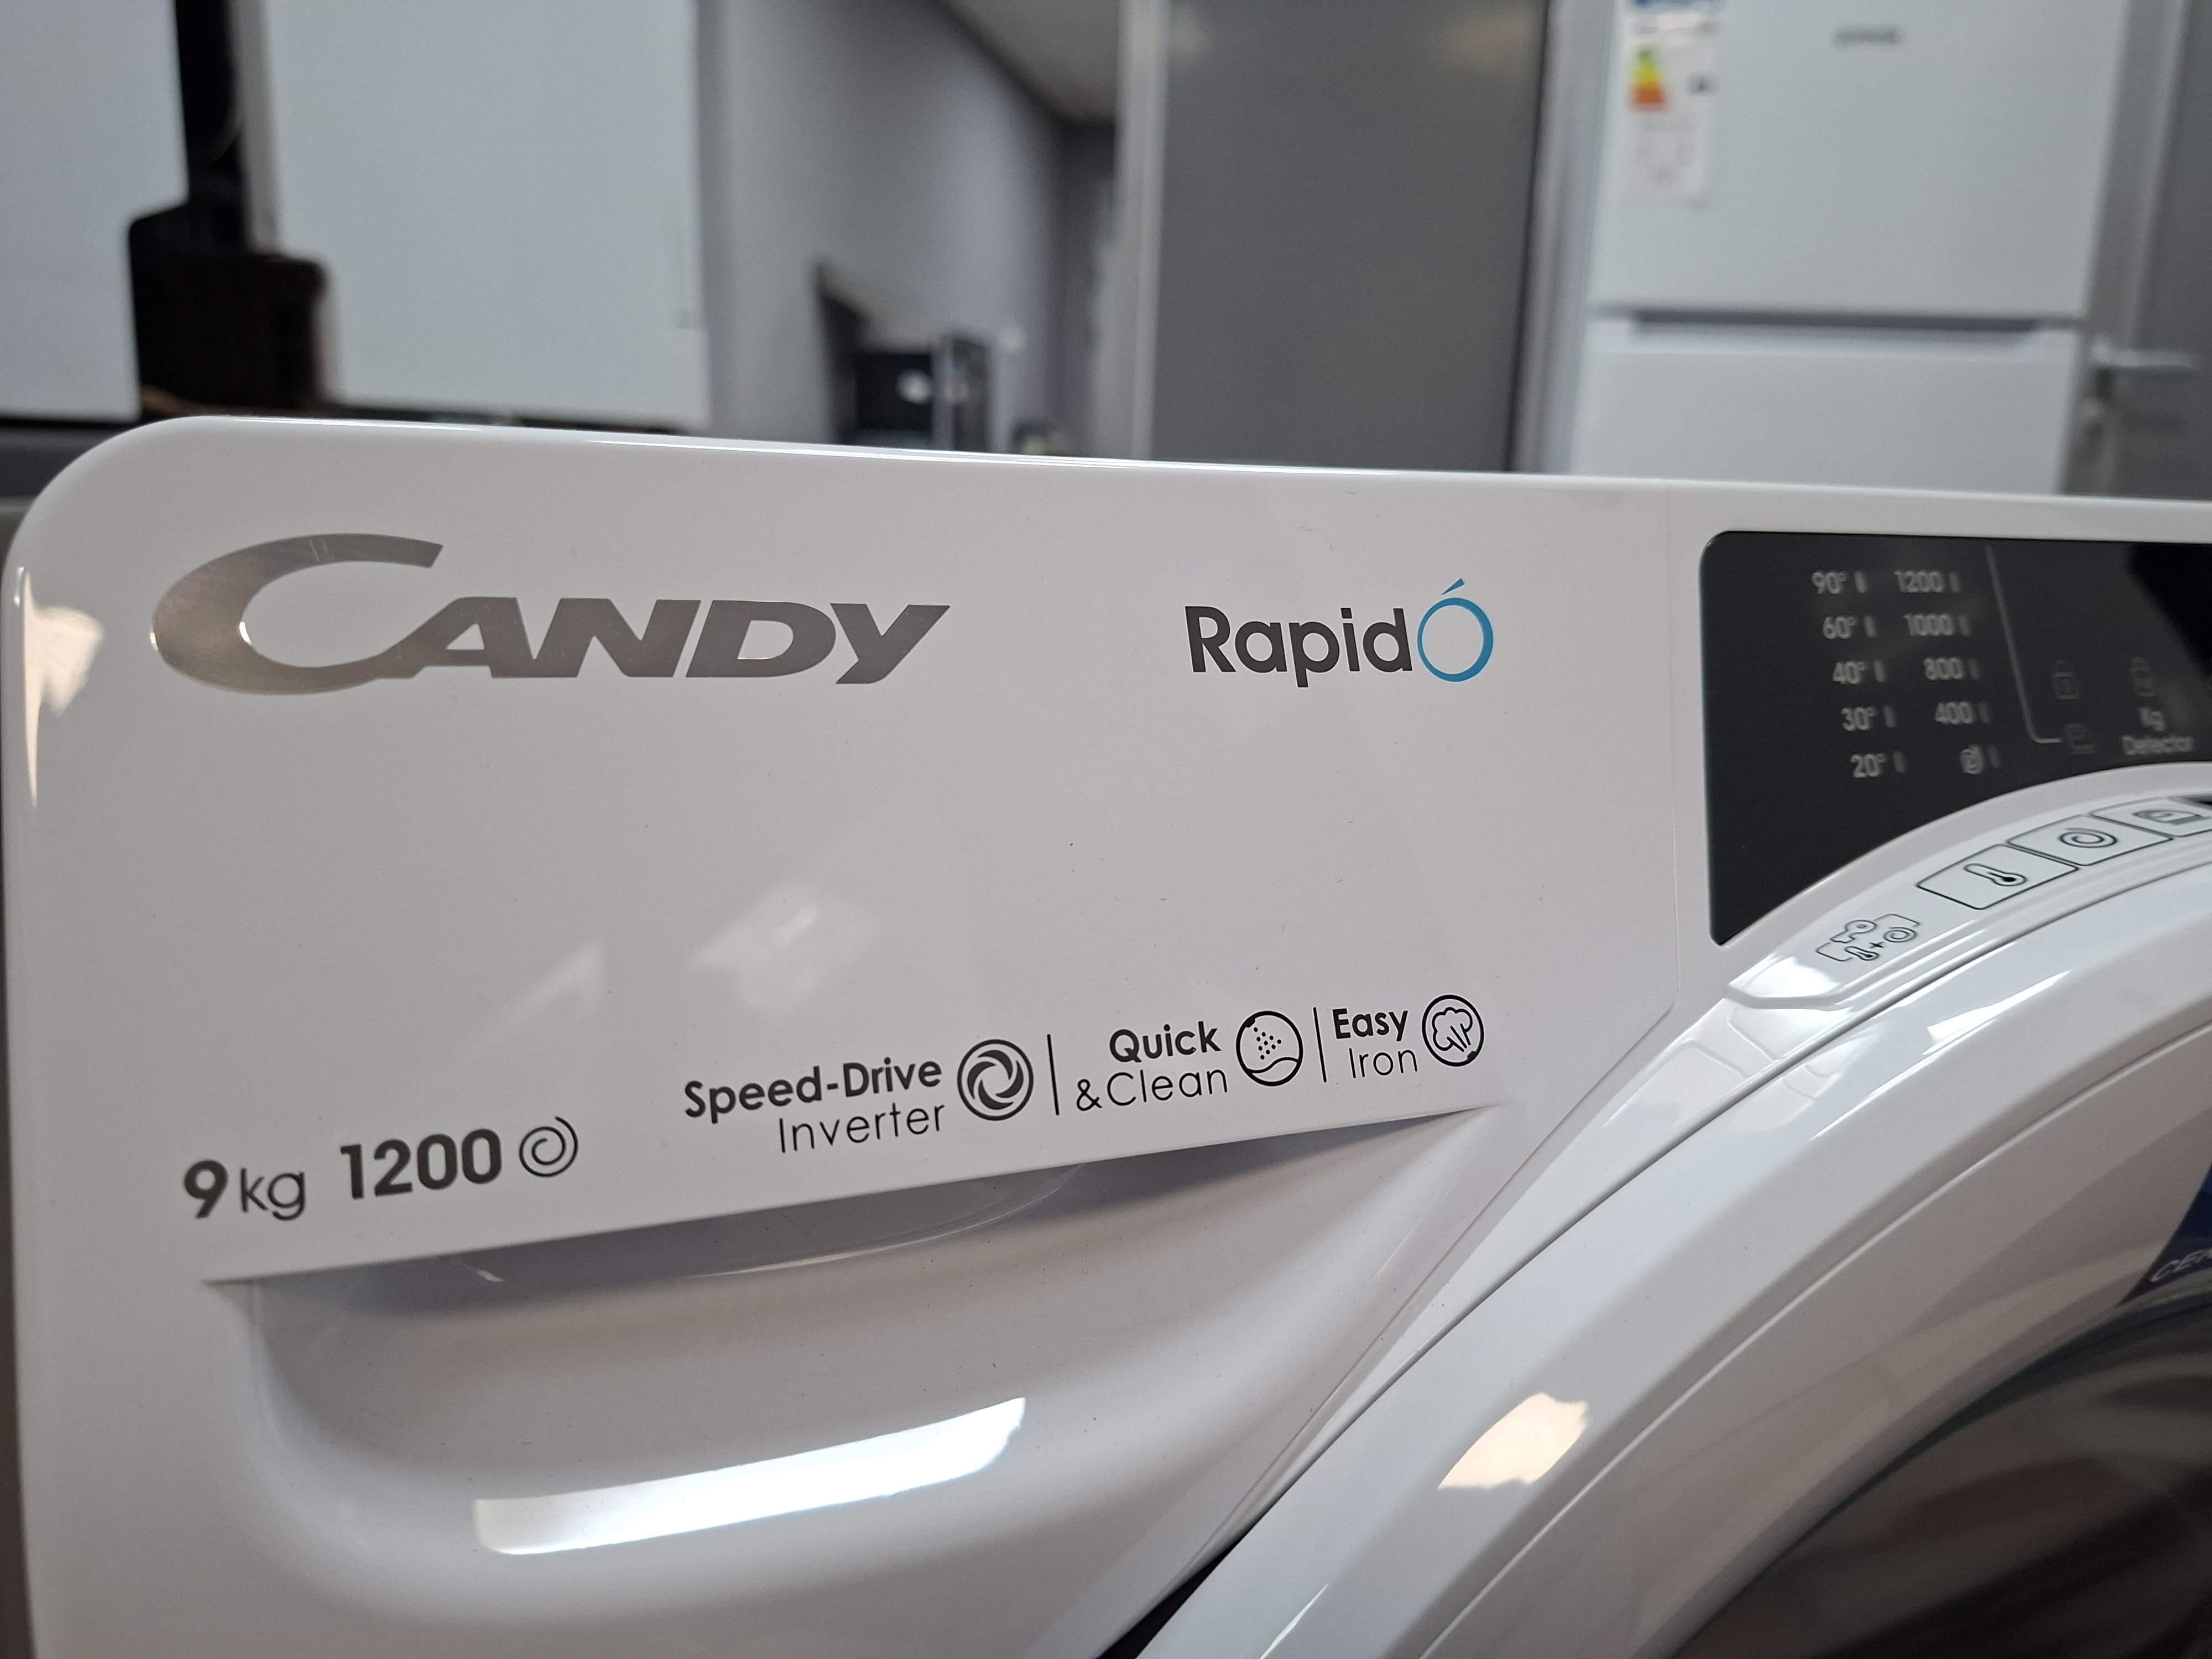 CANDY
RapidÓ
90° 1200
60° 1000
40° 800
30° 400
20°
Kg
Detector
Speed-Drive
Inverter
Quick
&Clean
Easy
Iron
9kg 1200